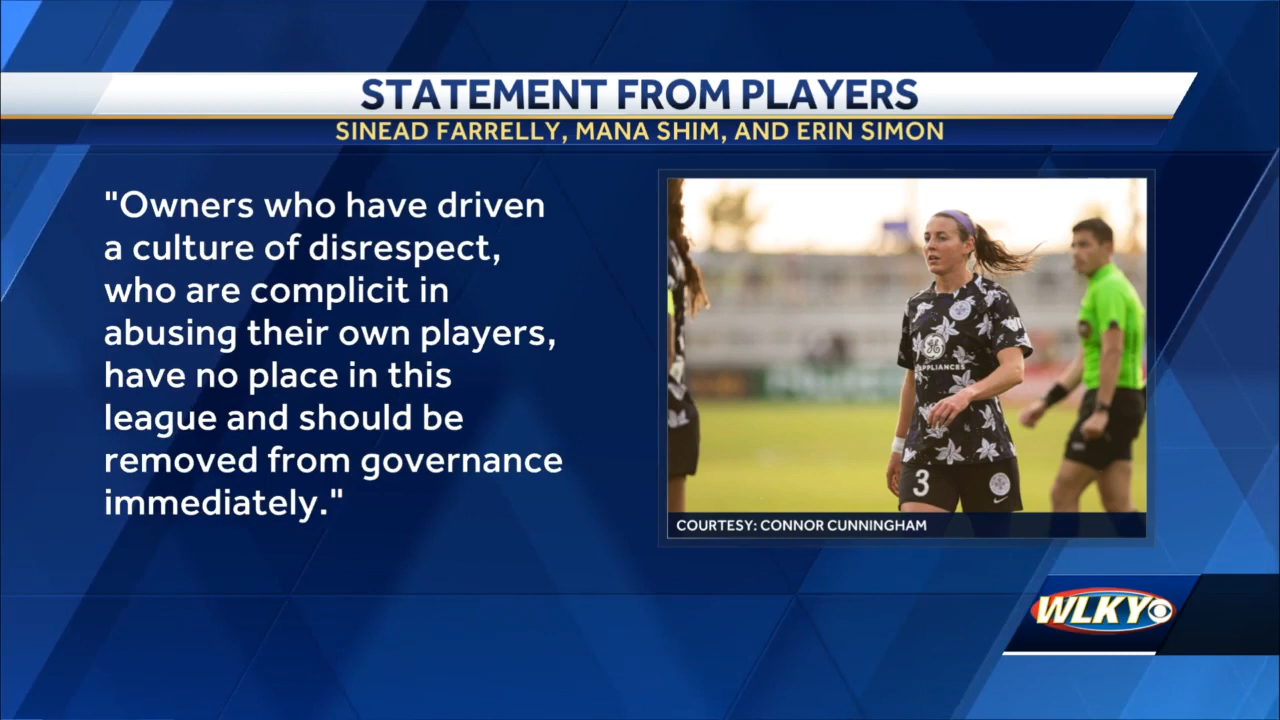 STATEMENT FROM PLAYERS
SINEAD FARRELLY, MANA SHIM, AND ERIN SIMON
"Owners who have driven
a culture of disrespect,
who are complicit in
abusing their own players,
have no place in this
league and should be
removed from governance
immediately."
GE
APPLIANCES
3
COURTESY: CONNOR CUNNINGHAM
WLKY